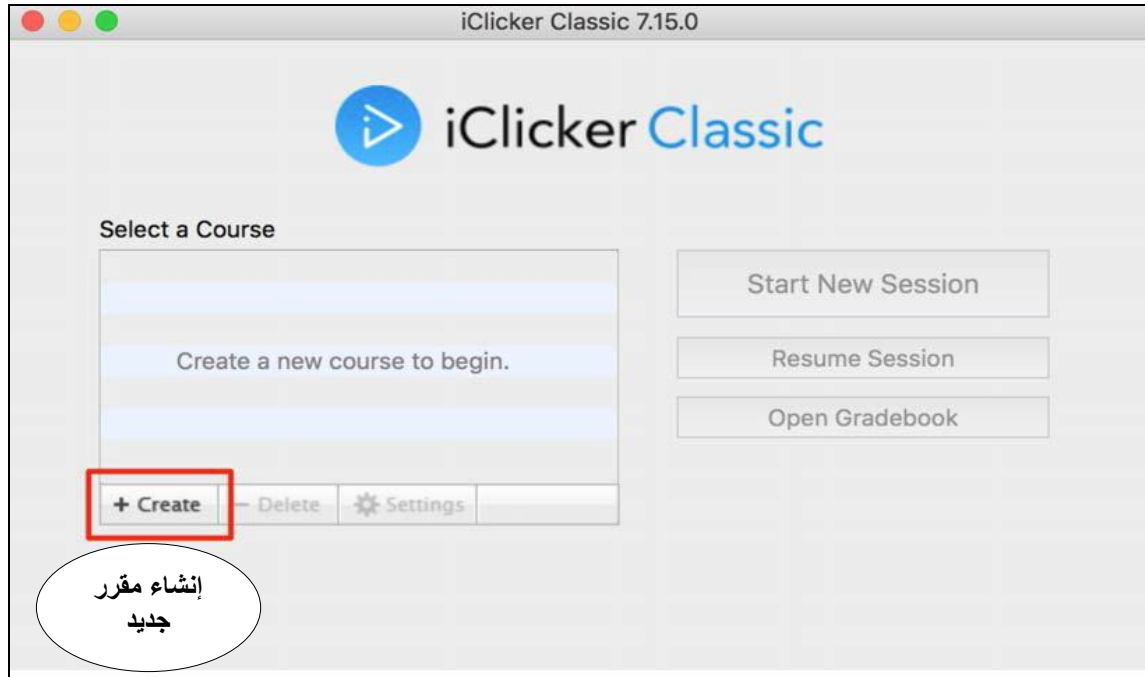 iClicker Classic 7.15.0
iClicker Classic
Select a Course
Create a new course to begin.
Start New Session
Resume Session
Open Gradebook
+ Create − Delete Settings
إنشاء مقرر
جديد